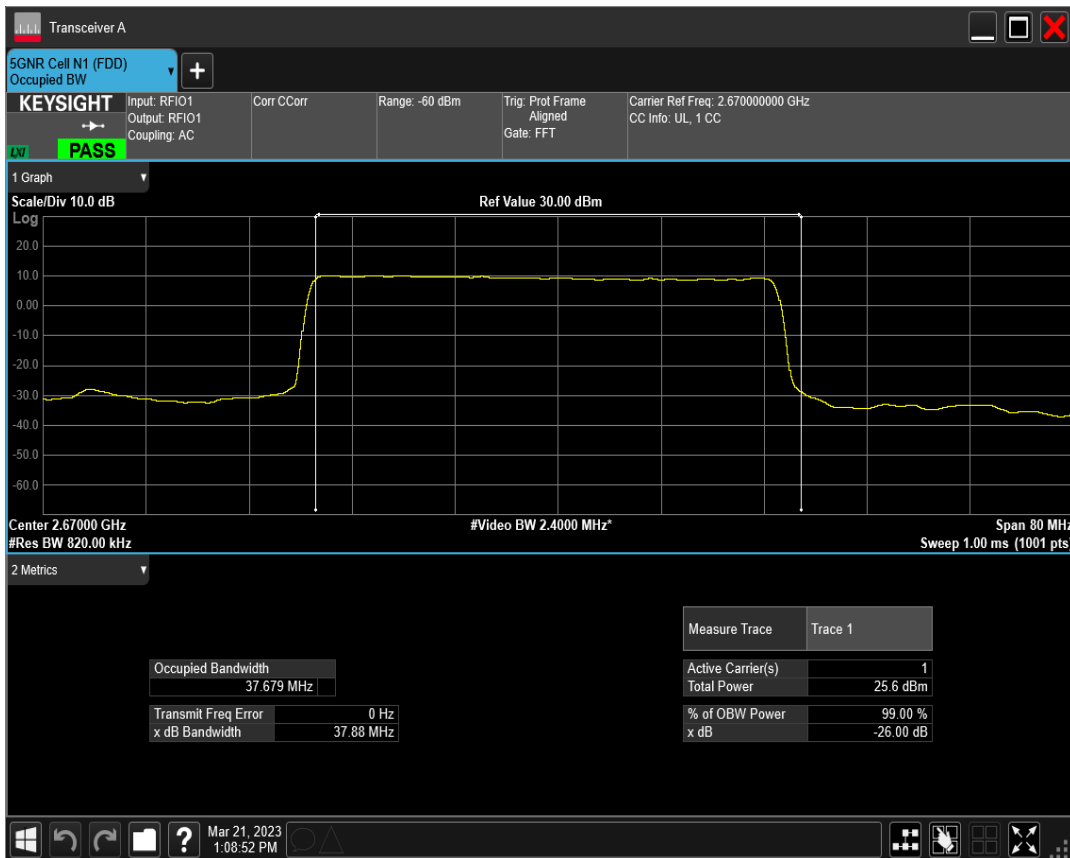 Transceiver A
5GNR Cell N1 (FDD)
Occupied BW
KEYSIGHT
LXI
PASS
Input: RFIO1
Output: RFIO1
Coupling: AC
Corr CCorr
Range: -60 dBm
Trig: Prot Frame
Aligned
Gate: FFT
Carrier Ref Freq: 2.670000000 GHz
CC Info: UL, 1 CC
1 Graph
Scale/Div 10.0 dB
Ref Value 30.00 dBm
Log
20.0
10.0
0.00
-10.0
-20.0
-30.0
-40.0
-50.0
-60.0
Center 2.67000 GHz
#Video BW 2.4000 MHz*
Span 80 MHz
#Res BW 820.00 kHz
Sweep 1.00 ms (1001 pts)
2 Metrics
Measure Trace Trace 1
Occupied Bandwidth
37.679 MHz
Active Carrier(s) 1
Total Power 25.6 dBm
Transmit Freq Error 0 Hz
x dB Bandwidth 37.88 MHz
% of OBW Power 99.00 %
x dB -26.00 dB
?
Mar 21, 2023
1:08:52 PM